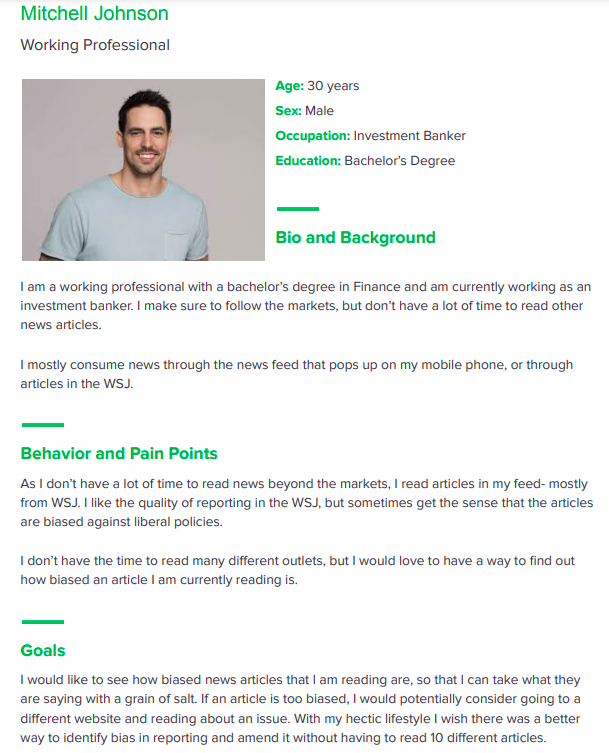 Mitchell Johnson
Working Professional
Age: 30 years
Sex: Male
Occupation: Investment Banker
Education: Bachelor's Degree
Bio and Background
I am a working professional with a bachelor's degree in Finance and am currently working as an
investment banker. I make sure to follow the markets, but don't have a lot of time to read other
news articles.
I mostly consume news through the news feed that pops up on my mobile phone, or through
articles in the WSJ.
Behavior and Pain Points
As I don't have a lot of time to read news beyond the markets, I read articles in my feed- mostly
from WSJ. I like the quality of reporting in the WSJ, but sometimes get the sense that the articles
are biased against liberal policies.
I don't have the time to read many different outlets, but I would love to have a way to find out
how biased an article I am currently reading is.
Goals
I would like to see how biased news articles that I am reading are, so that I can take what they
are saying with a grain of salt. If an article is too biased, I would potentially consider going to a
different website and reading about an issue. With my hectic lifestyle I wish there was a better
way to identify bias in reporting and amend it without having to read 10 different articles.